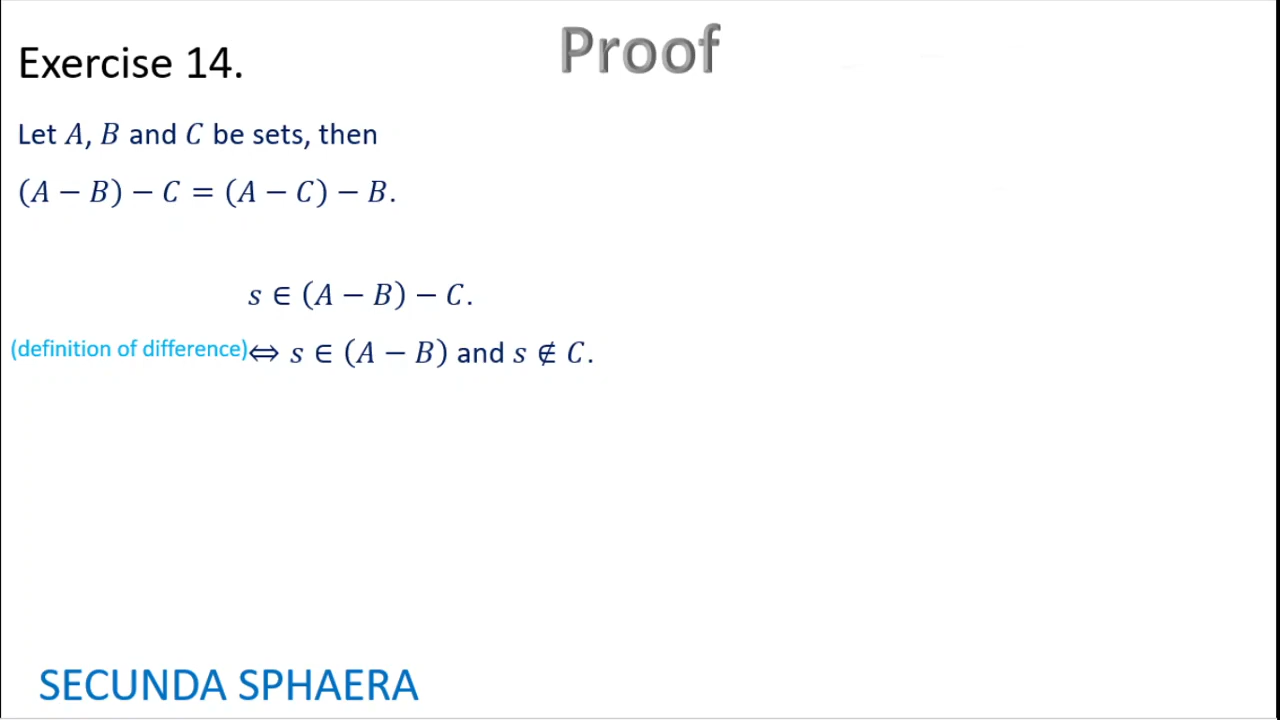 Proof
Exercise 14.
Let A, B and C be sets, then
(A − B) − C = (A − C) − B.
s ∈ (A − B) − C.
(definition of difference) ⇔ s ∈ (A − B) and s ∉ C.
SECUNDA SPHAERA